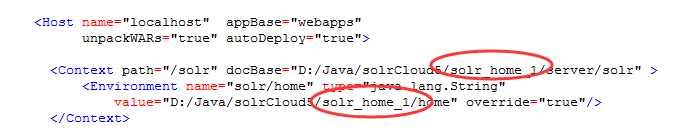 <Host name="localhost" appBase="webapps"
unpackWARs="true" autoDeploy="true">
<Context path="/solr" docBase="D:/Java/solrCloud5/solr_home_1/server/solr" >
<Environment name="solr/home" type="java.lang.String"
value="D:/Java/solrCloud5/solr_home_1/home" override="true"/>
</Context>